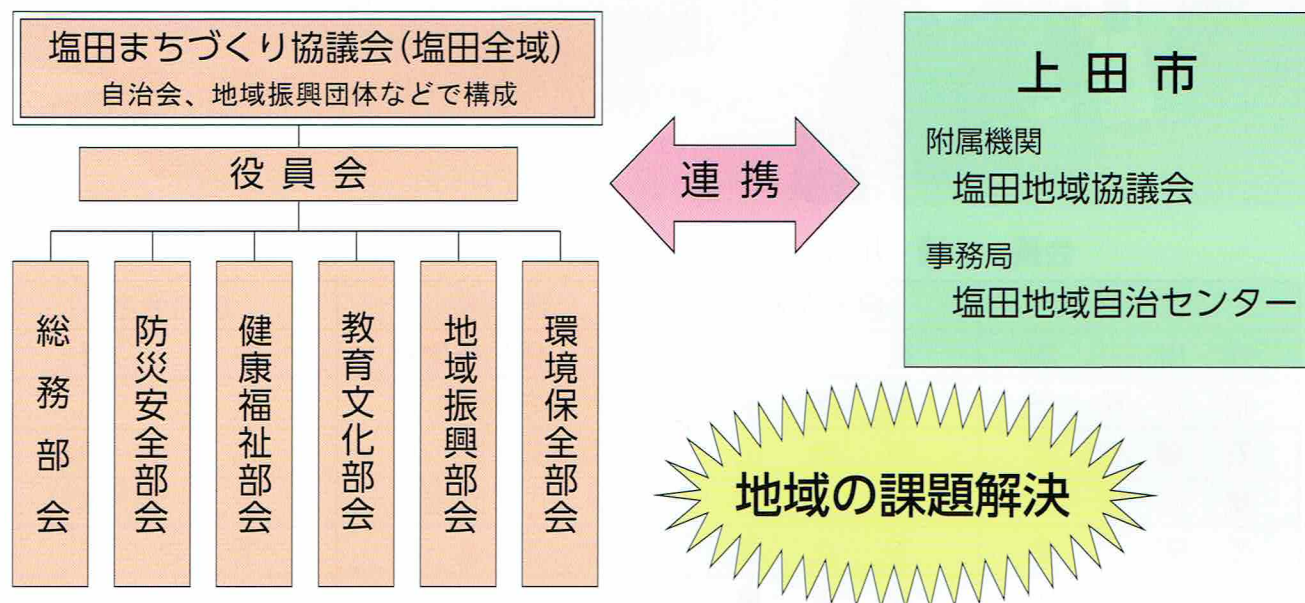 塩田まちづくり協議会(塩田全域)
自治会、地域振興団体などで構成
役員会
総務部会
防災安全部会
健康福祉部会
教育文化部会
地域振興部会
環境保全部会
連携
上田市
附属機関
塩田地域協議会
事務局
塩田地域自治センター
地域の課題解決